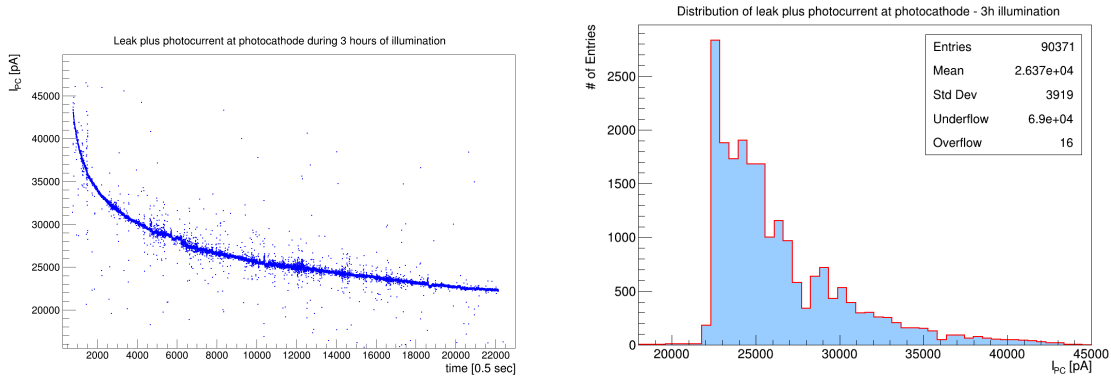 Leak plus photocurrent at photocathode during 3 hours of illumination
I_PC [pA]
45000
40000
35000
30000
25000
20000
2000 4000 6000 8000 10000 12000 14000 16000 18000 20000 22000
time [0.5 sec]
Distribution of leak plus photocurrent at photocathode - 3h illumination
# of Entries
Entries 90371
Mean 2.637e+04
Std Dev 3919
Underflow 6.9e+04
Overflow 16
2500
2000
1500
1000
500
0
20000 25000 30000 35000 40000 45000
I_PC [pA]